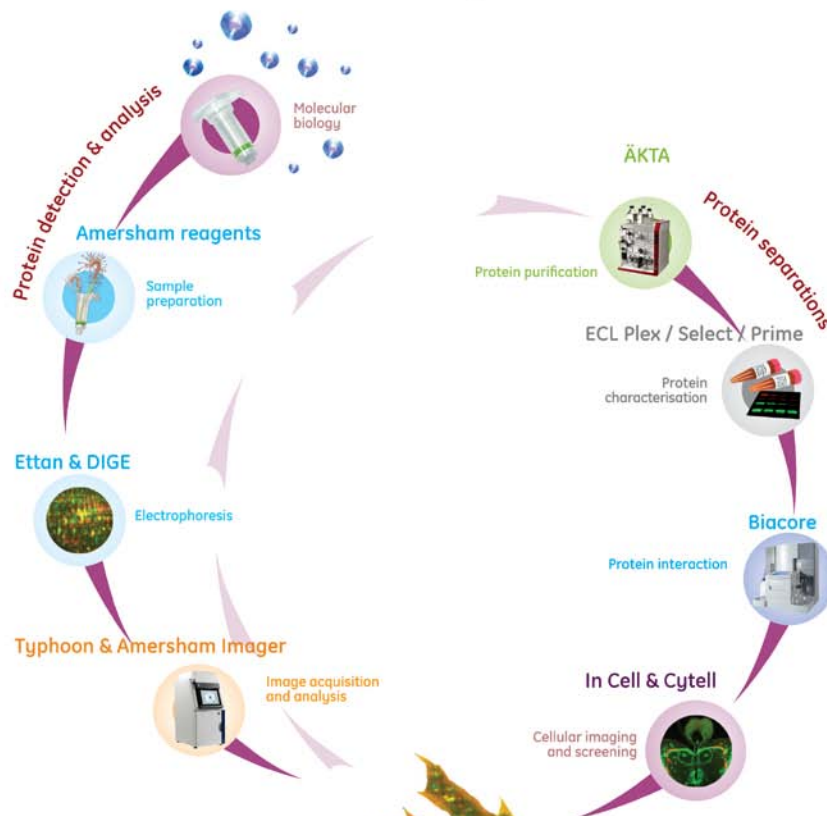 Protein detection & analysis
Molecular
biology
Amersham reagents
Sample
preparation
Ettan & DIGE
Electrophoresis
Typhoon & Amersham Imager
Image acquisition
and analysis
ÄKTA
Protein purification
Protein separations
ECL Plex / Select / Prime
Protein
characterisation
Biacore
Protein interaction
In Cell & Cytell
Cellular imaging
and screening